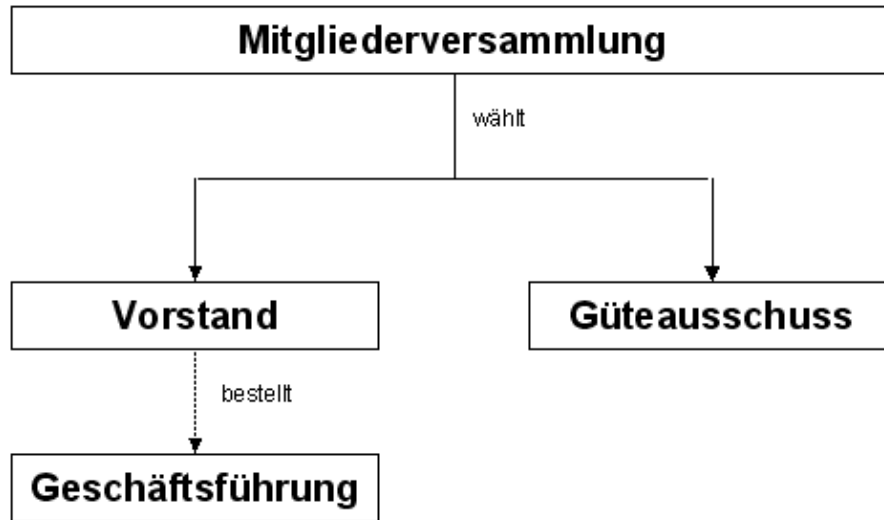 Mitgliederversammlung
wählt
Vorstand
Güteausschuss
bestellt
Geschäftsführung